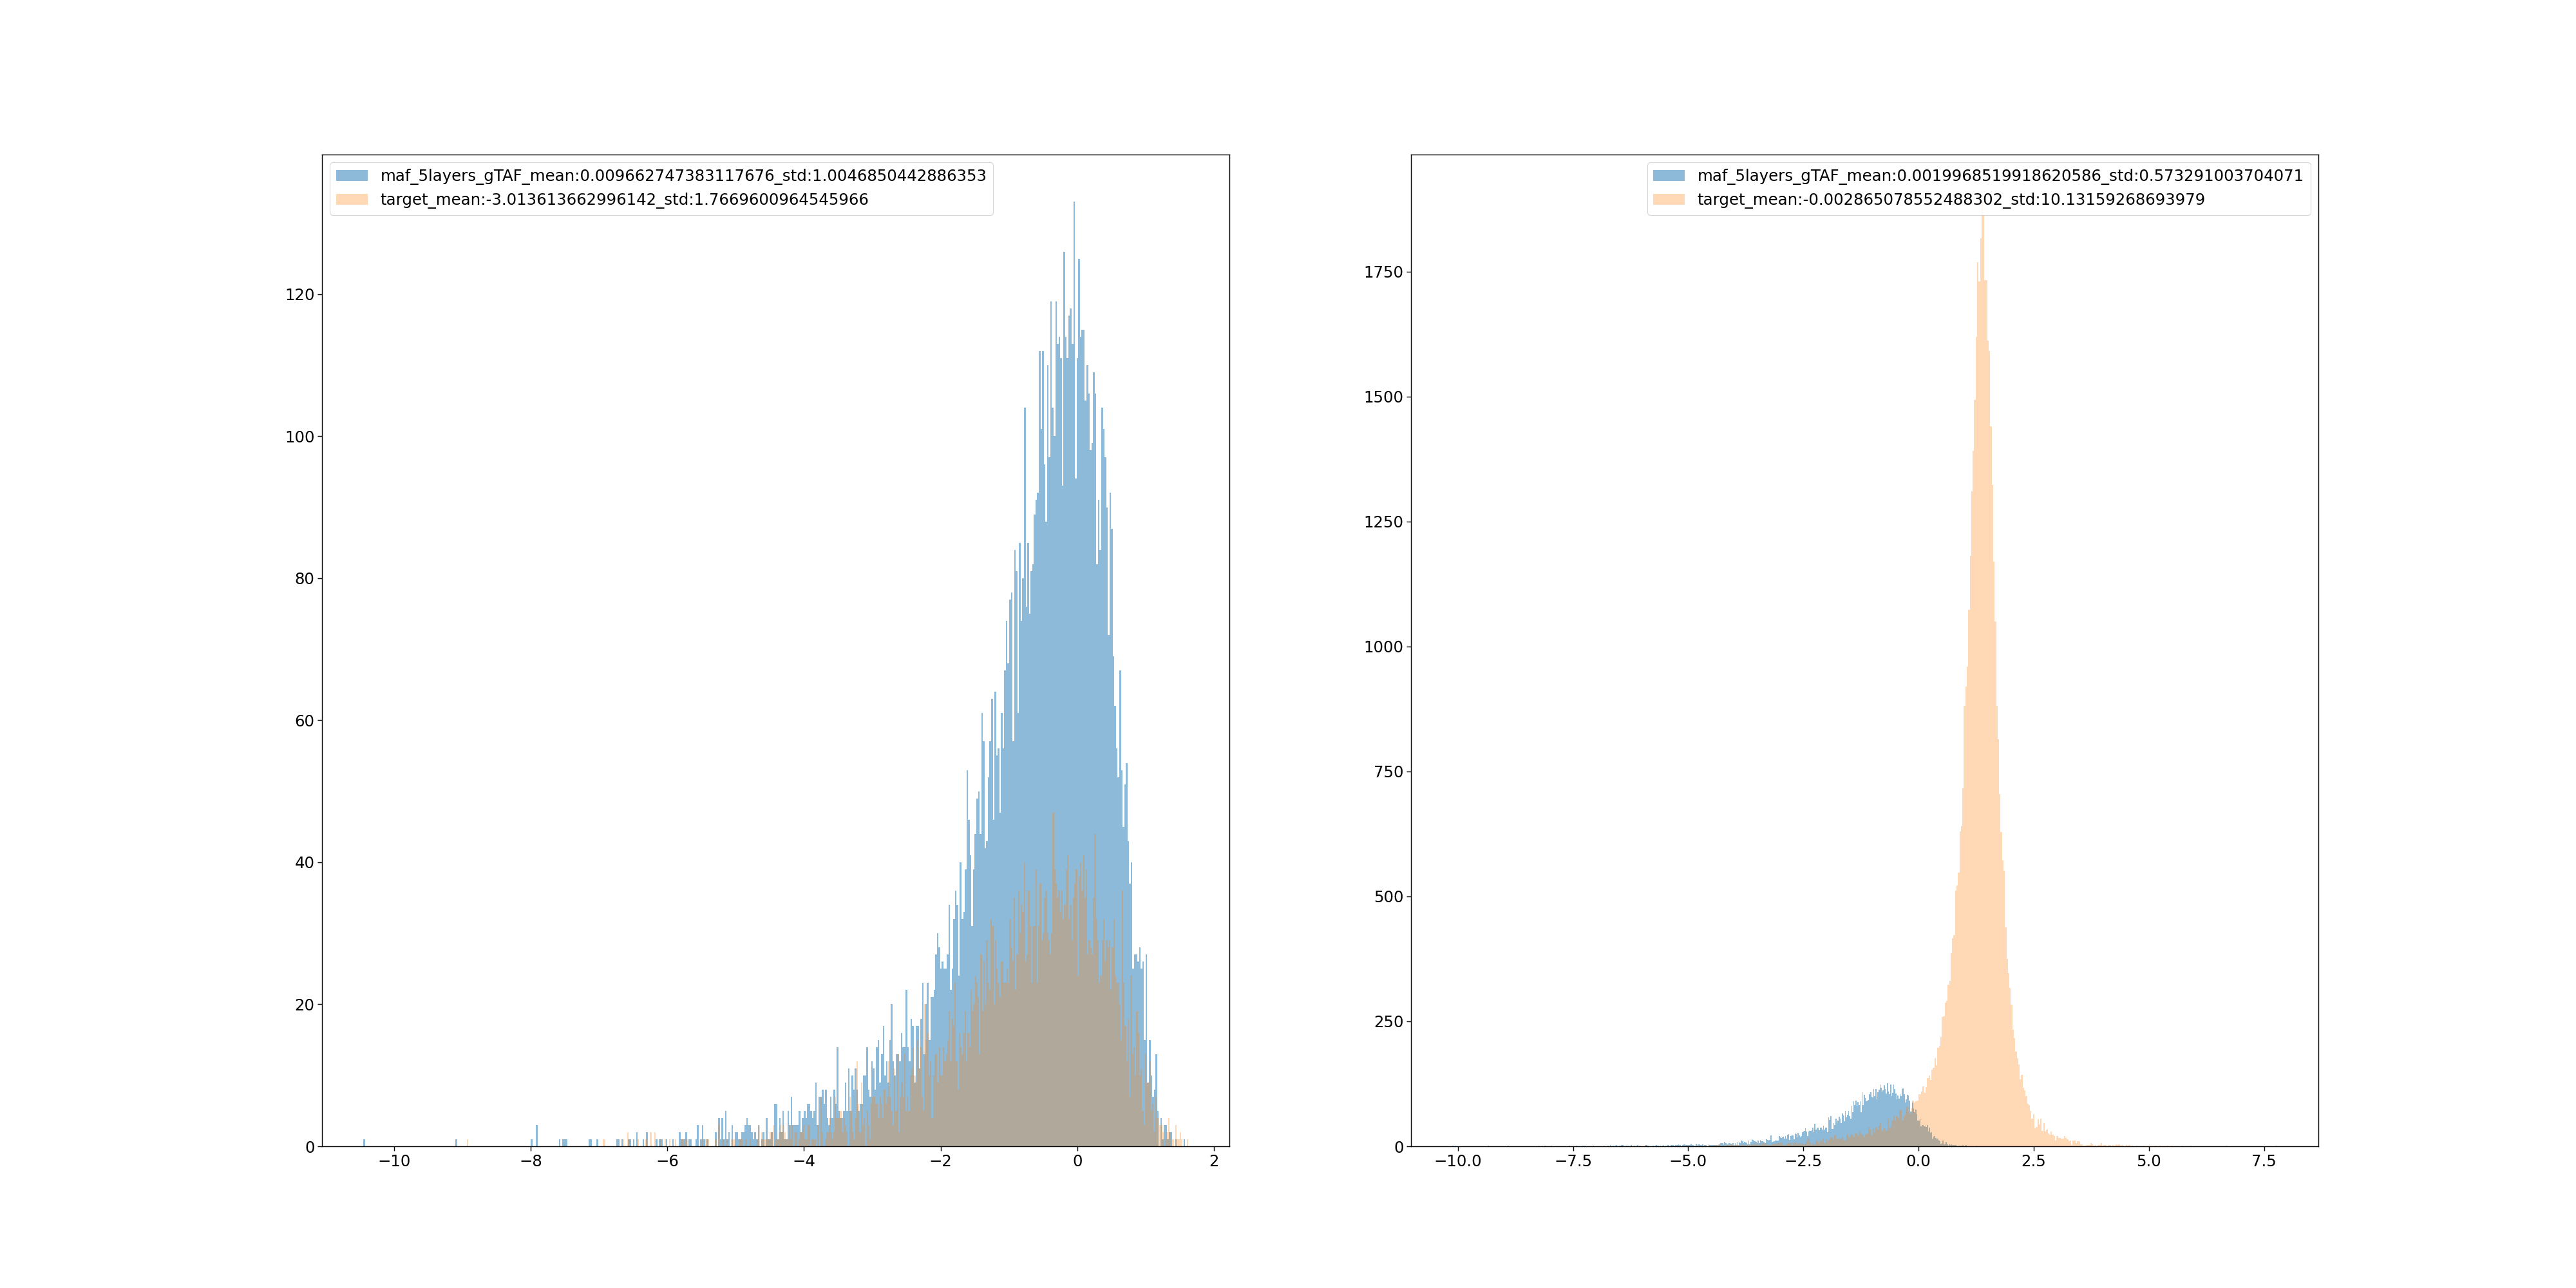 maf_5layers_gTAF_mean:0.009662747383117676_std:1.0046850442886353
target_mean:-3.013613662996142_std:1.7669600964545966
120
100
80
60
40
20
0
−10 −8 −6 −4 −2 0 2
maf_5layers_gTAF_mean:0.0019968519918620586_std:0.573291003704071
target_mean:-0.002865078552488302_std:10.13159268693979
1750
1500
1250
1000
750
500
250
0
−10.0 −7.5 −5.0 −2.5 0.0 2.5 5.0 7.5